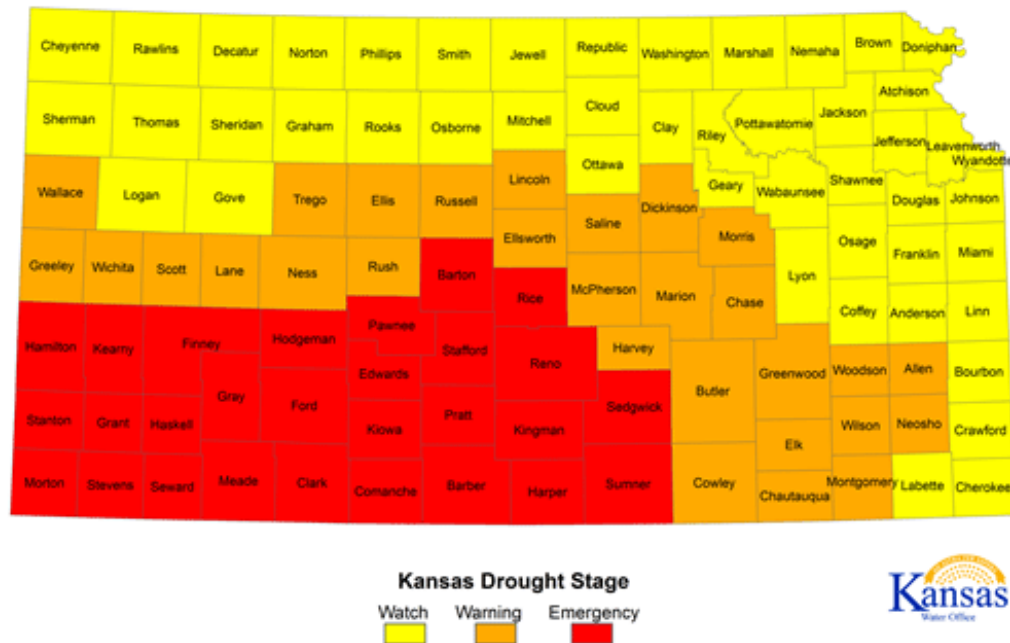 Cheyenne Rawlins Decatur Norton Phillips Smith Jewell Republic Washington Marshall Nemaha Brown Doniphan
Atchison
Sherman Thomas Sheridan Graham Rooks Osborne Mitchell Cloud Clay Riley Pottawatomie Jackson
Jefferson Leavenworth
Wyandotte
Wallace Logan Gove Trego Ellis Russell Lincoln Ottawa Dickinson Geary Wabaunsee Shawnee Douglas Johnson
Greeley Wichita Scott Lane Ness Rush Barton Ellsworth Saline Morris Osage Franklin Miami
Rice McPherson Marion Chase Lyon Coffey Anderson Linn
Hamilton Kearny Finney Hodgeman Pawnee Stafford Reno Harvey
Gray Edwards Butler Greenwood Woodson Allen Bourbon
Stanton Grant Haskell Ford Kiowa Pratt Kingman Sedgwick Elk Wilson Neosho Crawford
Morton Stevens Seward Meade Clark Comanche Barber Harper Sumner Cowley Chautauqua Montgomery Labette Cherokee
Kansas Drought Stage
Watch Warning Emergency
Kansas
Water Office